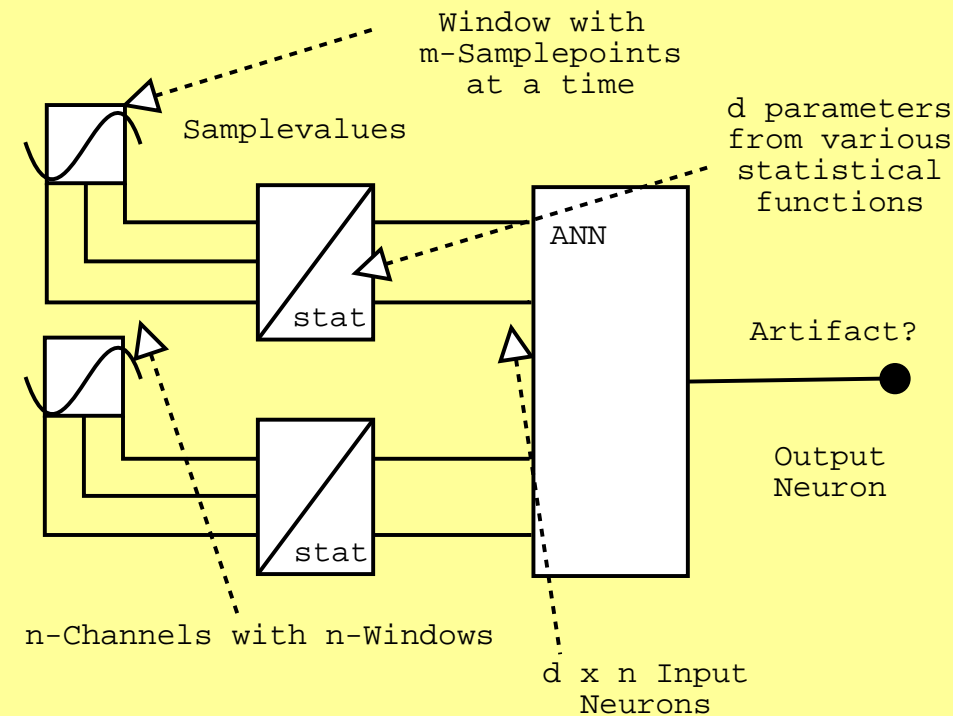 Window with
m-Samplepoints
at a time
Samplevalues
d parameters
from various
statistical
functions
ANN
stat
Artifact?
Output
Neuron
stat
n-Channels with n-Windows
d x n Input
Neurons